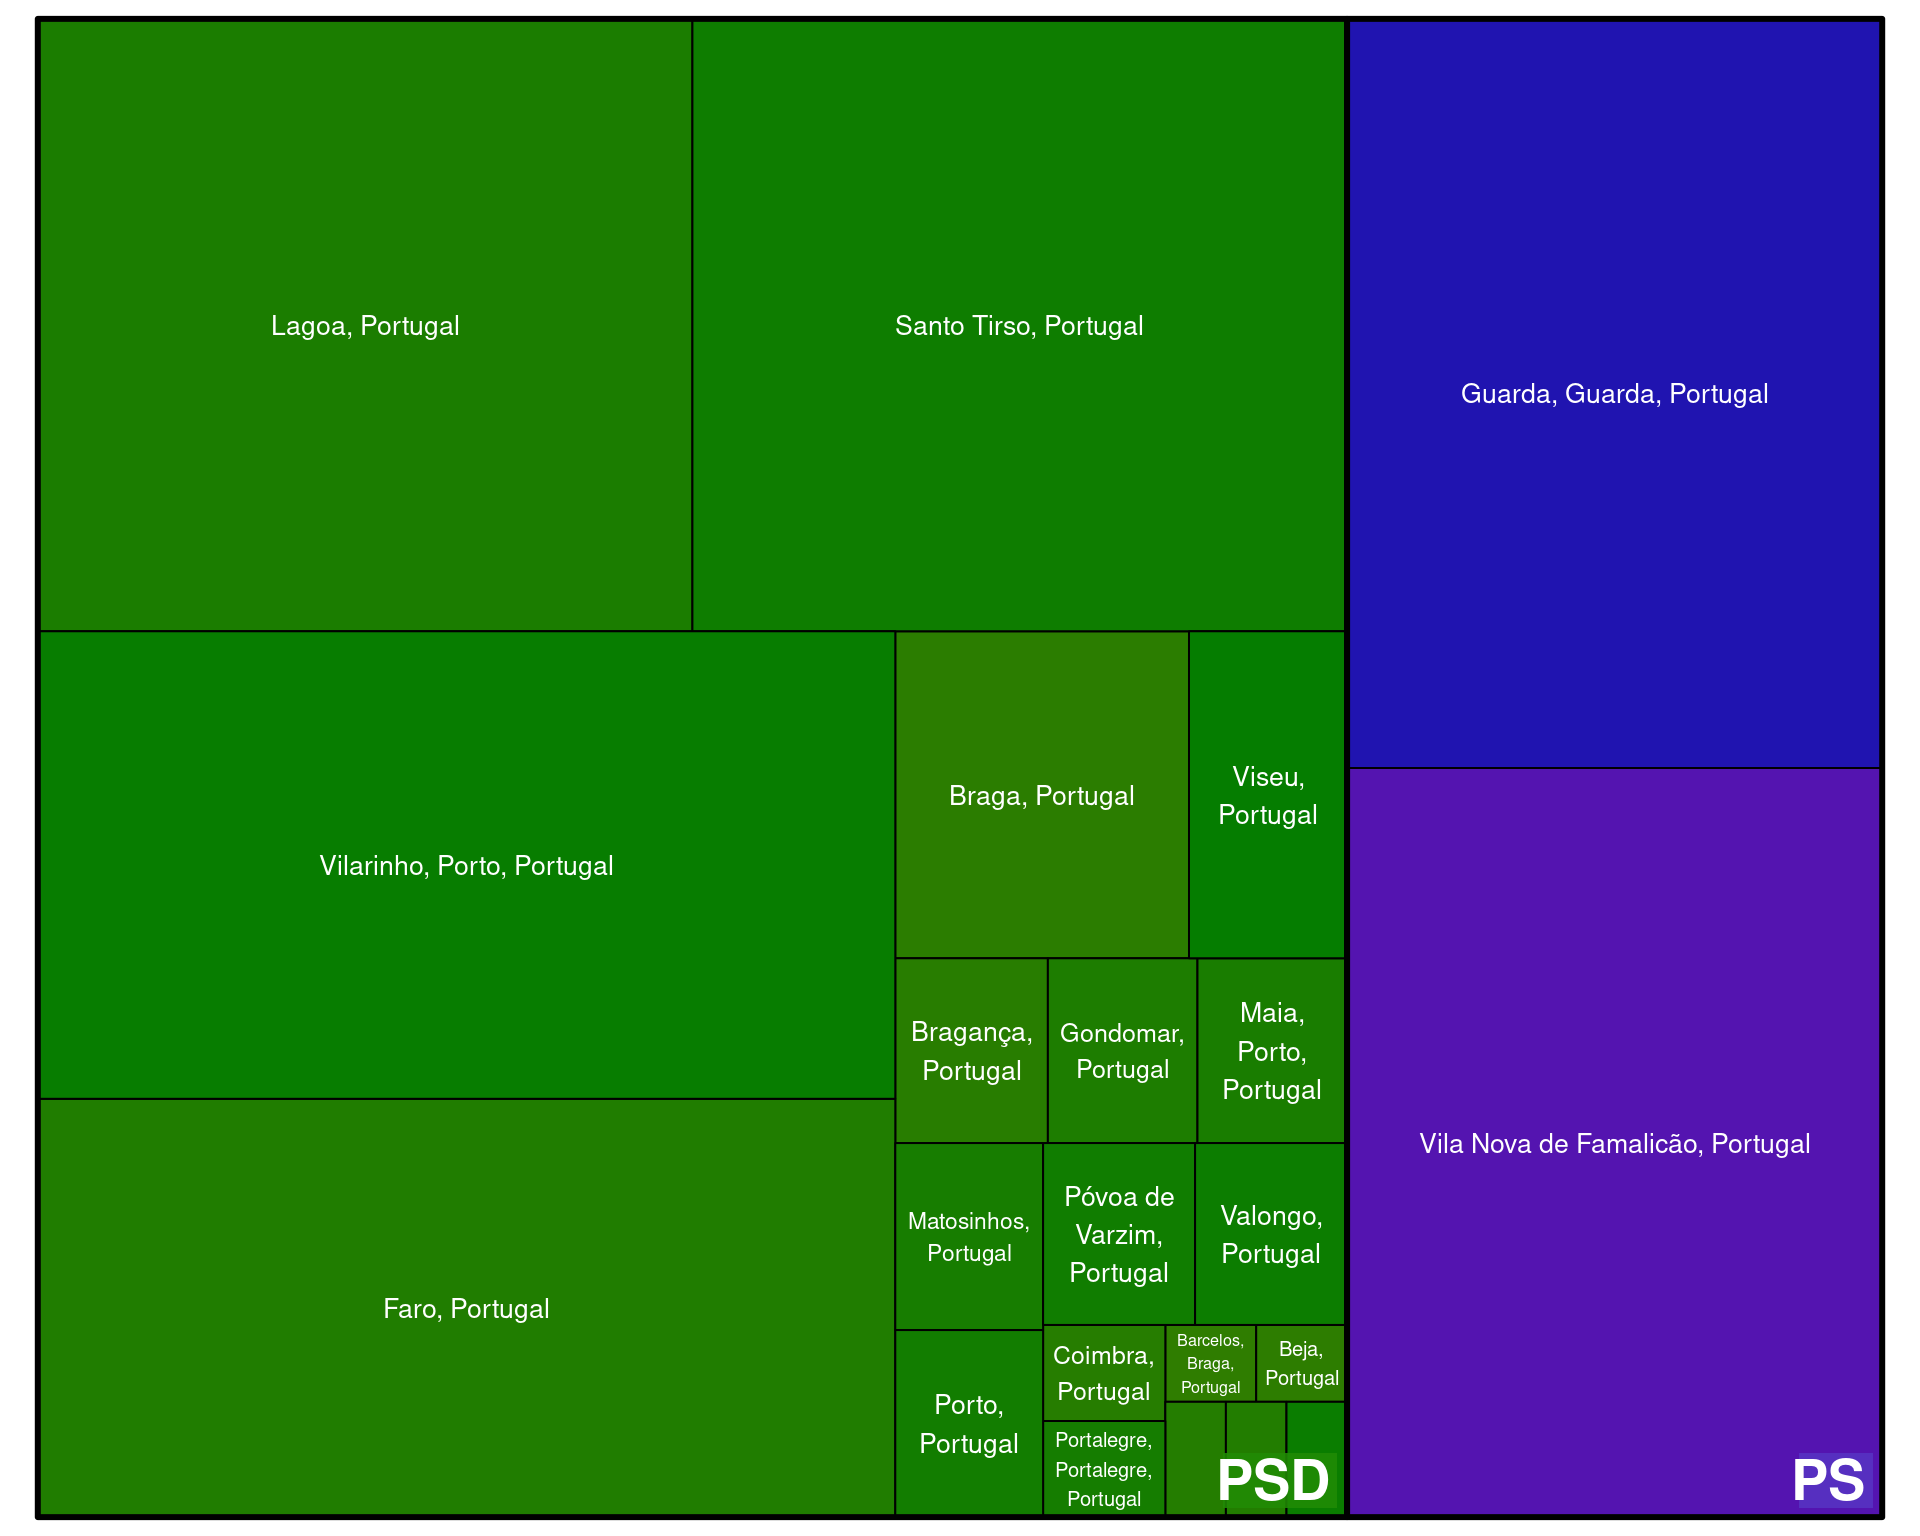 Lagoa, Portugal
Santo Tirso, Portugal
Guarda, Guarda, Portugal
Vilarinho, Porto, Portugal
Braga, Portugal
Viseu,
Portugal
Bragança,
Portugal
Gondomar,
Portugal
Maia,
Porto,
Portugal
Vila Nova de Famalicão, Portugal
Faro, Portugal
Matosinhos,
Portugal
Póvoa de
Varzim,
Portugal
Valongo,
Portugal
Porto,
Portugal
Coimbra,
Portugal
Barcelos,
Braga,
Portugal
Beja,
Portugal
Portalegre,
Portalegre,
Portugal
PSD
PS